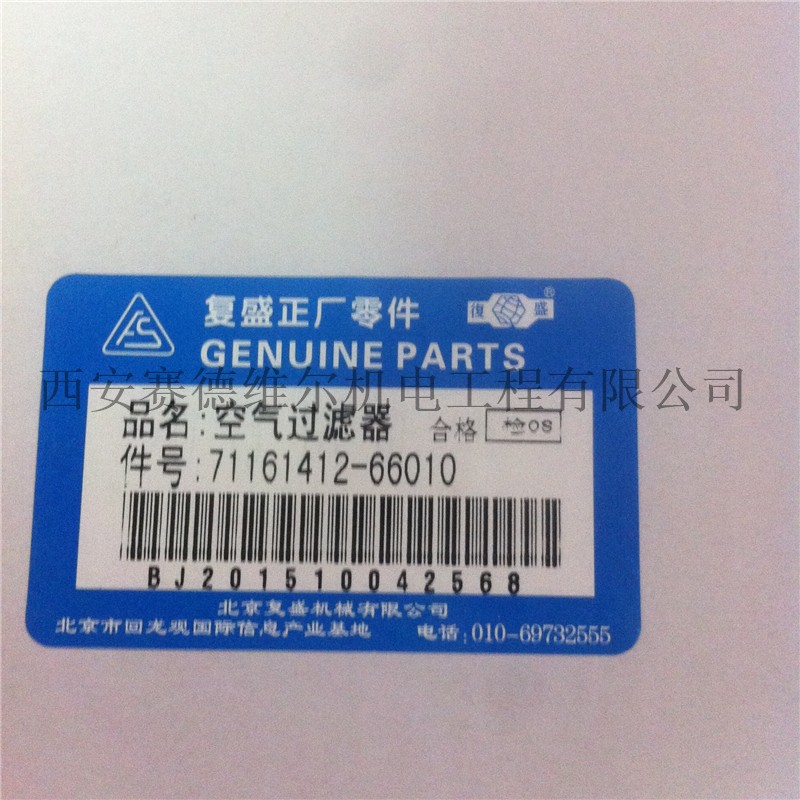 复盛正厂零件
復 盛 ®
FS
GENUINE PARTS
西安赛德维尔机电工程有限公司
品名:空气过滤器
合格 检08
件号:71161412-66010
BJ201510042568
北京复盛机械有限公司
北京市回龙观国际信息产业基地 电话:010-69732555